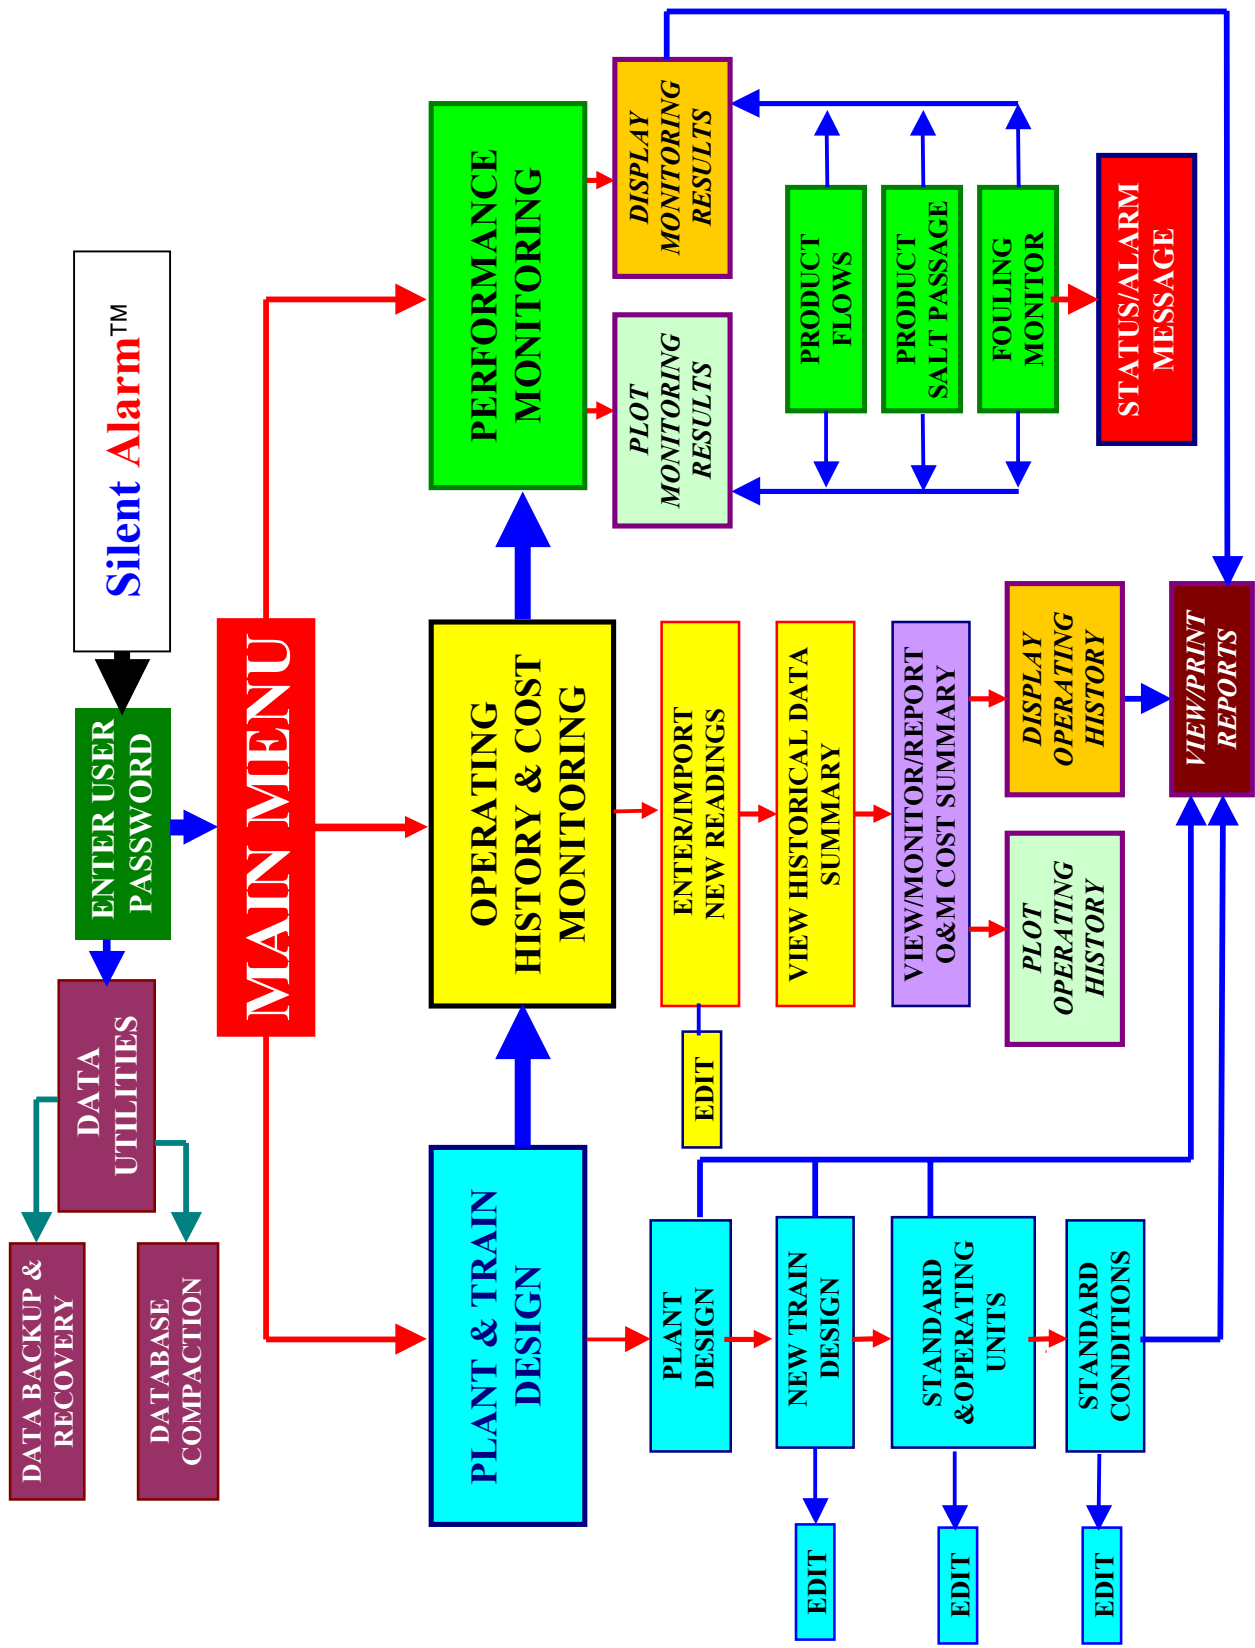 Silent Alarm™
ENTER USER
PASSWORD
DATA
UTILITIES
DATA BACKUP &
RECOVERY
DATABASE
COMPACTION
MAIN MENU
PLANT & TRAIN
DESIGN
OPERATING
HISTORY & COST
MONITORING
PERFORMANCE
MONITORING
PLANT
DESIGN
NEW TRAIN
DESIGN
EDIT
STANDARD
&OPERATING
UNITS
EDIT
STANDARD
CONDITIONS
EDIT
ENTER/IMPORT
NEW READINGS
EDIT
VIEW HISTORICAL DATA
SUMMARY
VIEW/MONITOR/REPORT
O&M COST SUMMARY
PLOT
OPERATING
HISTORY
DISPLAY
OPERATING
HISTORY
VIEW/PRINT
REPORTS
PLOT
MONITORING
RESULTS
DISPLAY
MONITORING
RESULTS
PRODUCT
FLOWS
PRODUCT
SALT PASSAGE
FOULING
MONITOR
STATUS/ALARM
MESSAGE